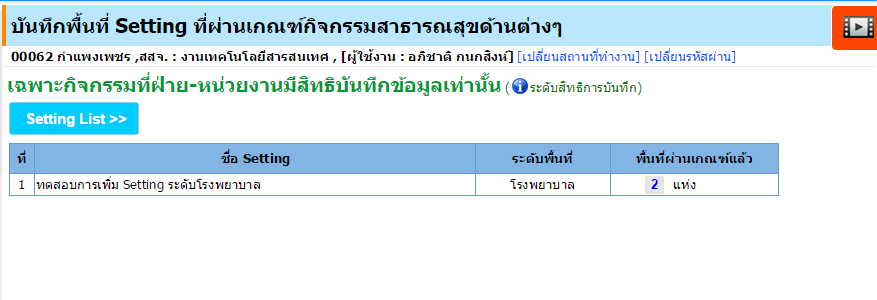 บันทึกพื้นที่ Setting ที่ผ่านเกณฑ์กิจกรรมสาธารณสุขด้านต่างๆ
00062 กำแพงเพชร ,สสจ. : งานเทคโนโลยีสารสนเทศ , [ผู้ใช้งาน : อภิชาติ กนกสิงห์] [เปลี่ยนสถานที่ทำงาน] [เปลี่ยนรหัสผ่าน]
เฉพาะกิจกรรมที่ฝ่าย-หน่วยงานมีสิทธิบันทึกข้อมูลเท่านั้น (ระดับสิทธิการบันทึก)
Setting List >>
ที่ ชื่อ Setting ระดับพื้นที่ พื้นที่ผ่านเกณฑ์แล้ว
1 ทดสอบการเพิ่ม Setting ระดับโรงพยาบาล โรงพยาบาล 2 แห่ง